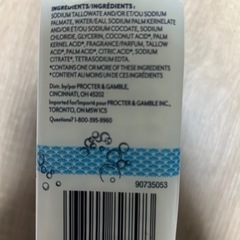 INGREDIENTS/INGRÉDIENTS:
SODIUM TALLOWATE AND/OR ET/OU SODIUM
PALMATE, WATER/EAU, SODIUM PALM KERNELATE
AND/OR ET/OU SODIUM COCOATE, SODIUM
CHLORIDE, GLYCERIN, COCONUT ACID*, PALM
KERNEL ACID*, FRAGRANCE/PARFUM, TALLOW
ACID*, PALM ACID*, CITRIC ACID*, SODIUM
CITRATE*, TETRASODIUM EDTA.
*CONTAINS ONE OR MORE OF THESE INGREDIENTS
*CONTIENT AU MOINS UN DE CES INGRÉDIENTS
Distr. by/par PROCTER & GAMBLE,
CINCINNATI, OH 45202
Imported for/Importé pour PROCTER & GAMBLE INC.,
TORONTO, ON M5W 1C5
Questions? 1-800-595-9960
90735053